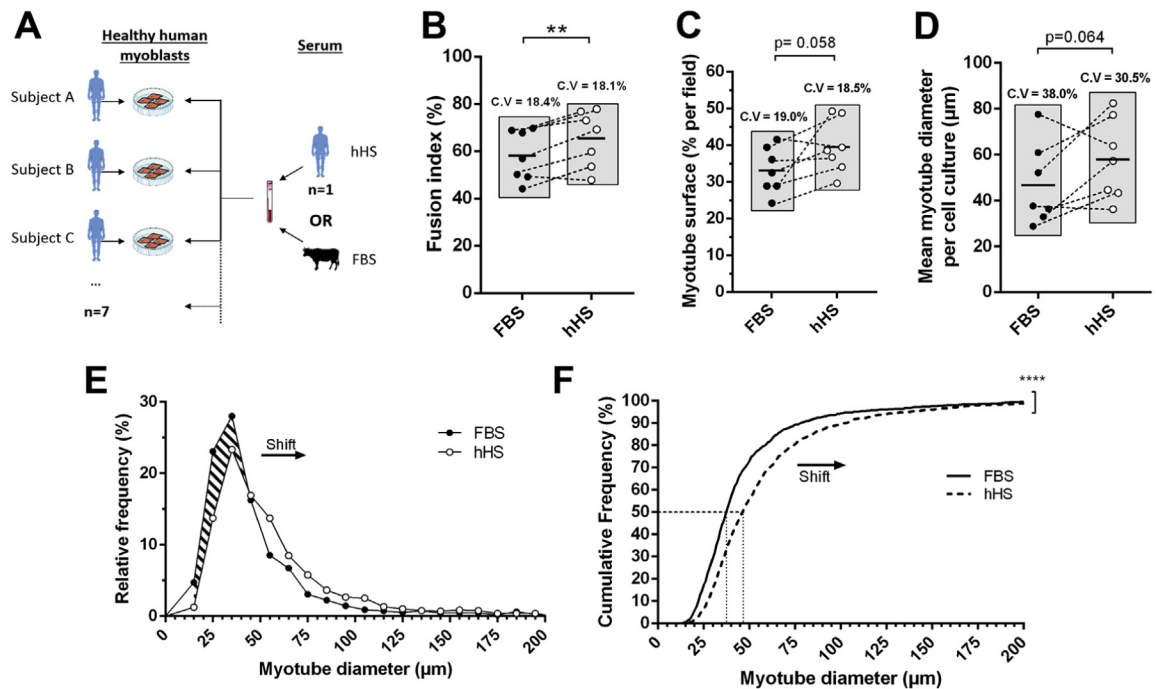 A
Healthy human
myoblasts
Serum
Subject A
Subject B
Subject C
...
n=7
hHS
n=1
OR
FBS
B
**
Fusion index (%)
100
80
60
40
20
0
C.V = 18.4%
C.V = 18.1%
FBS
hHS
C
p= 0.058
Myotube surface (% per field)
60
50
40
30
20
10
0
C.V = 19.0%
C.V = 18.5%
FBS
hHS
D
p=0.064
Mean myotube diameter
per cell culture (µm)
100
80
60
40
20
0
C.V = 38.0%
C.V = 30.5%
FBS
hHS
E
Relative frequency (%)
30
20
10
0
Shift
FBS
hHS
0 25 50 75 100 125 150 175 200
Myotube diameter (µm)
F
****
Cumulative Frequency (%)
100
90
80
70
60
50
40
30
20
10
0
Shift
FBS
hHS
0 25 50 75 100 125 150 175 200
Myotube diameter (µm)